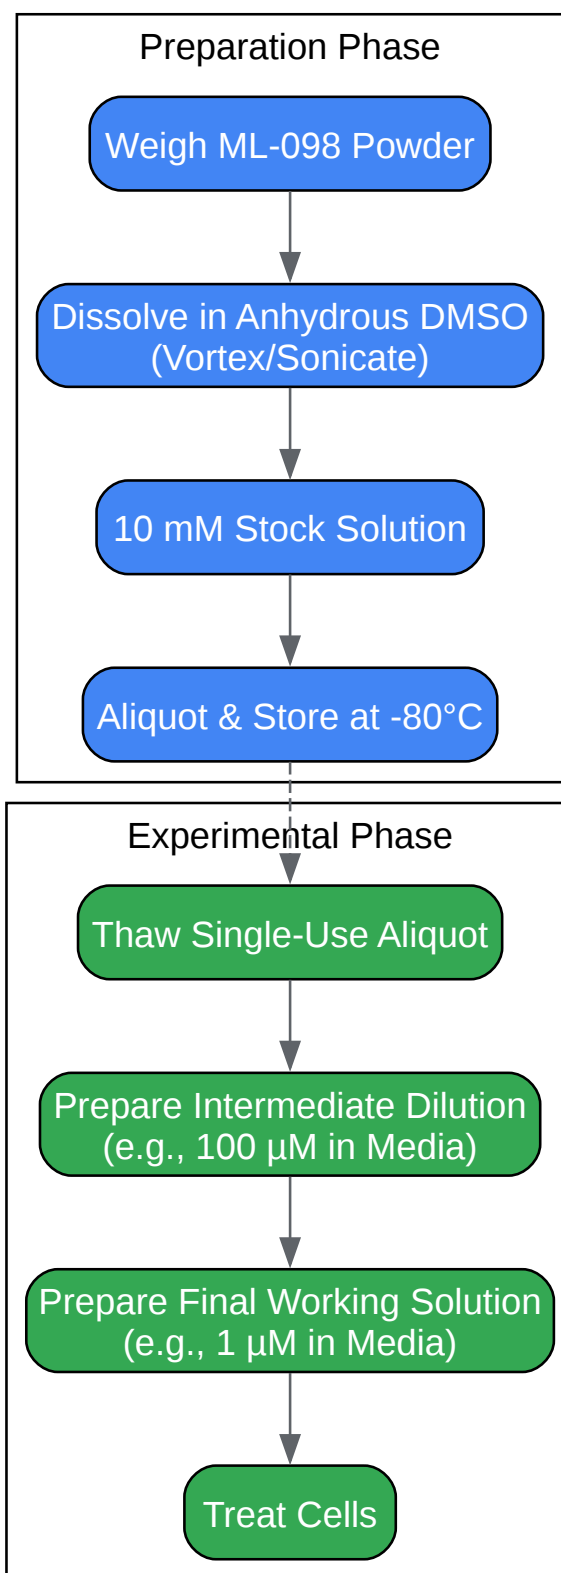 Preparation Phase
Weigh ML-098 Powder
Dissolve in Anhydrous DMSO
(Vortex/Sonicate)
10 mM Stock Solution
Aliquot & Store at -80°C
Experimental Phase
Thaw Single-Use Aliquot
Prepare Intermediate Dilution
(e.g., 100 µM in Media)
Prepare Final Working Solution
(e.g., 1 µM in Media)
Treat Cells